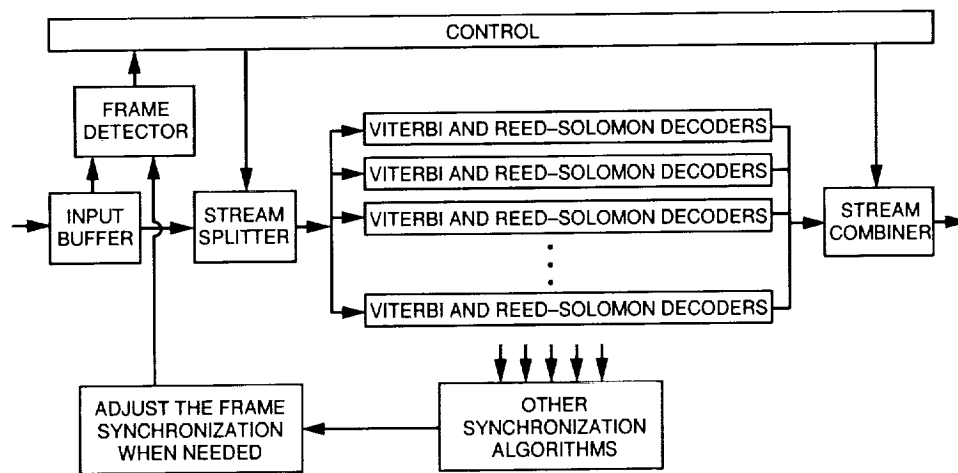 CONTROL
FRAME
DETECTOR
VITERBI AND REED–SOLOMON DECODERS
VITERBI AND REED–SOLOMON DECODERS
INPUT
BUFFER
STREAM
SPLITTER
VITERBI AND REED–SOLOMON DECODERS
STREAM
COMBINER
VITERBI AND REED–SOLOMON DECODERS
ADJUST THE FRAME
SYNCHRONIZATION
WHEN NEEDED
OTHER
SYNCHRONIZATION
ALGORITHMS